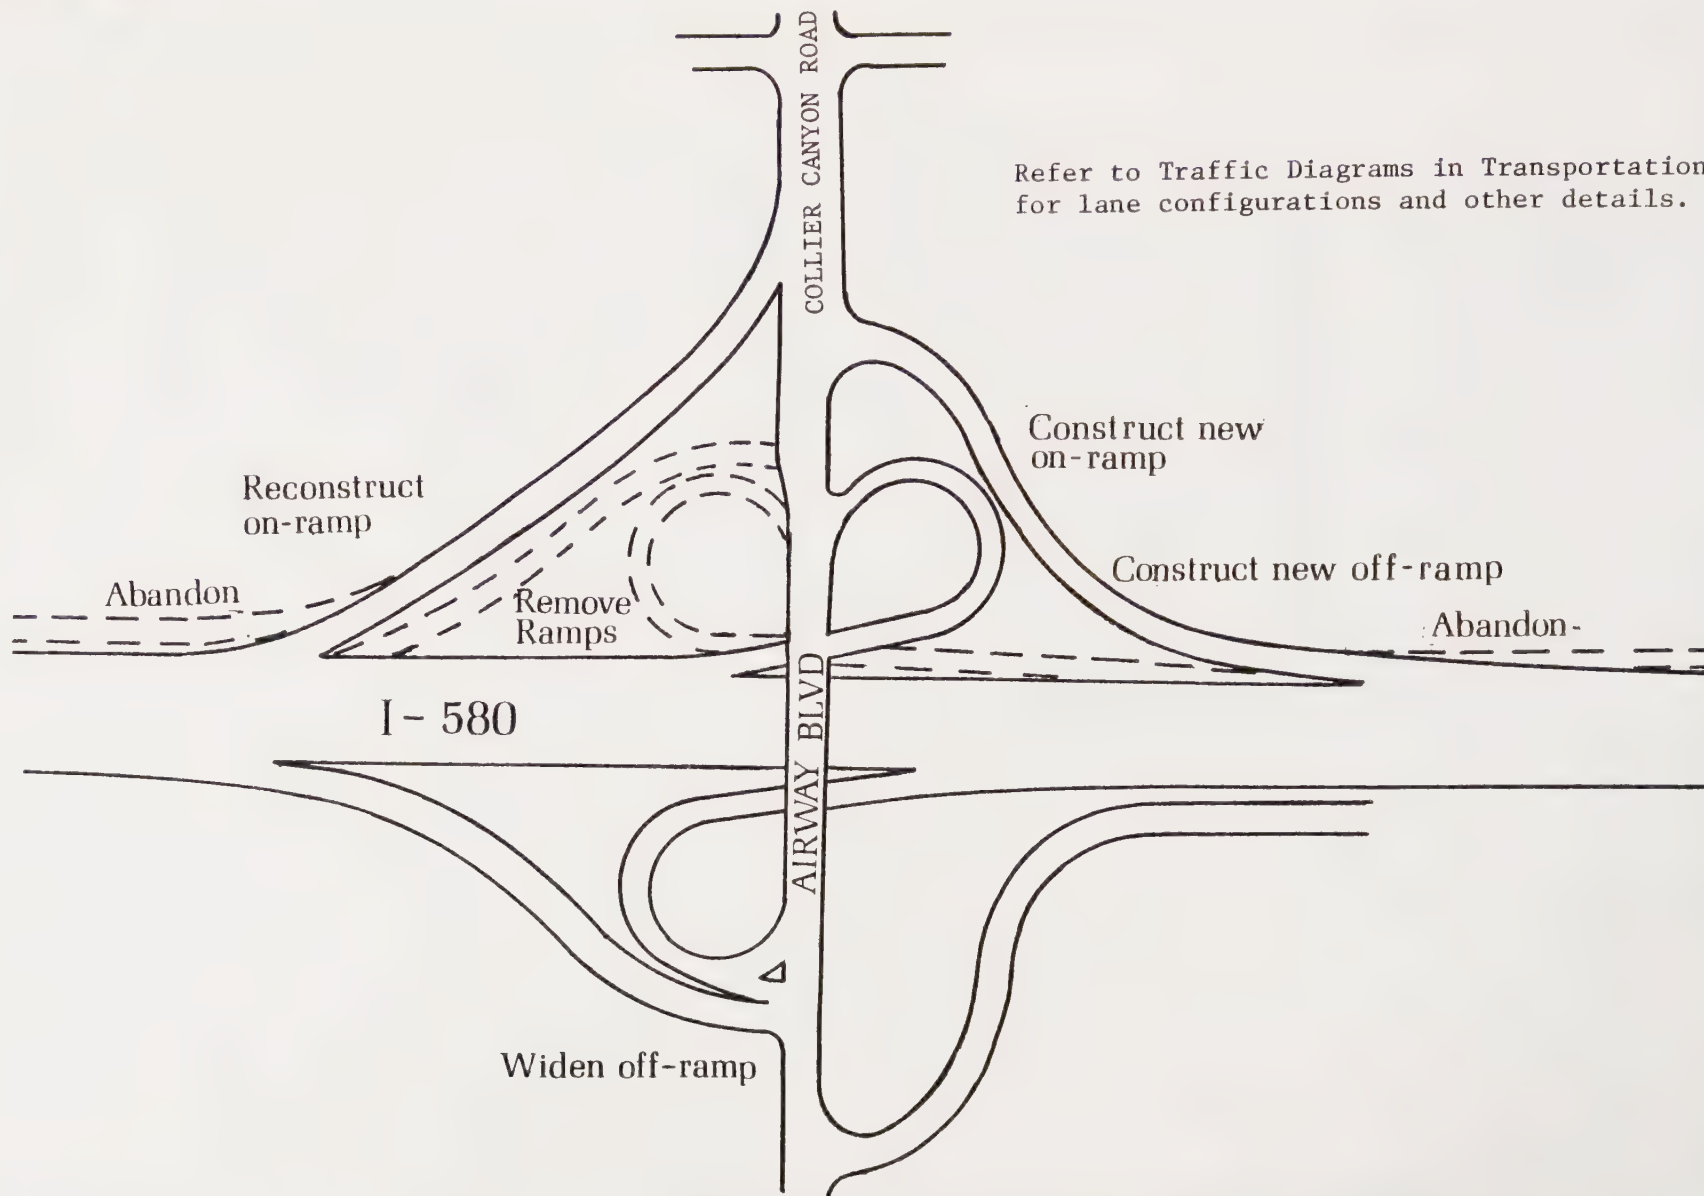 COLLIER CANYON ROAD
Refer to Traffic Diagrams in Transportation
for lane configurations and other details.
Construct new
on-ramp
Reconstruct
on-ramp
Construct new off-ramp
Abandon
Remove
Ramps
Abandon-
I-580
AIRWAY BLVD
Widen off-ramp